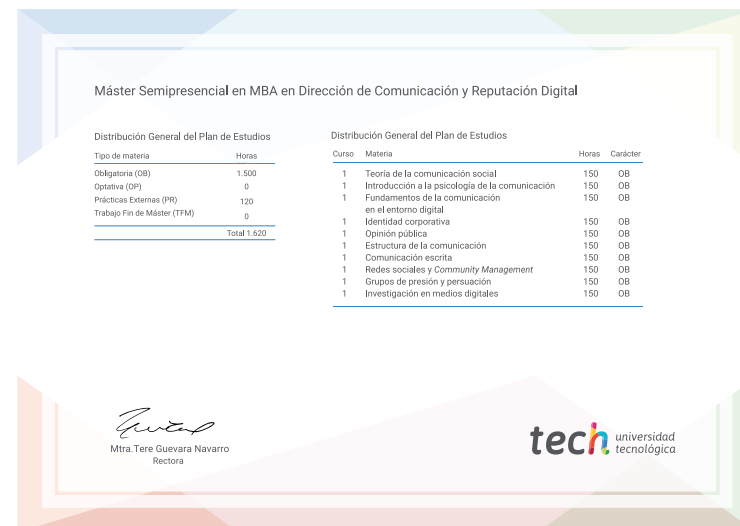 Máster Semipresencial en MBA en Dirección de Comunicación y Reputación Digital
Distribución General del Plan de Estudios
Tipo de materia Horas
Obligatoria (OB) 1.500
Optativa (OP) 0
Prácticas Externas (PR) 120
Trabajo Fin de Máster (TFM) 0
Total 1.620
Distribución General del Plan de Estudios
Curso Materia Horas Carácter
1 Teoría de la comunicación social 150 OB
1 Introducción a la psicología de la comunicación 150 OB
1 Fundamentos de la comunicación 150 OB
en el entorno digital
1 Identidad corporativa 150 OB
1 Opinión pública 150 OB
1 Estructura de la comunicación 150 OB
1 Comunicación escrita 150 OB
1 Redes sociales y Community Management 150 OB
1 Grupos de presión y persuación 150 OB
1 Investigación en medios digitales 150 OB
Mtra.Tere Guevara Navarro
Rectora
tech universidad
tecnológica